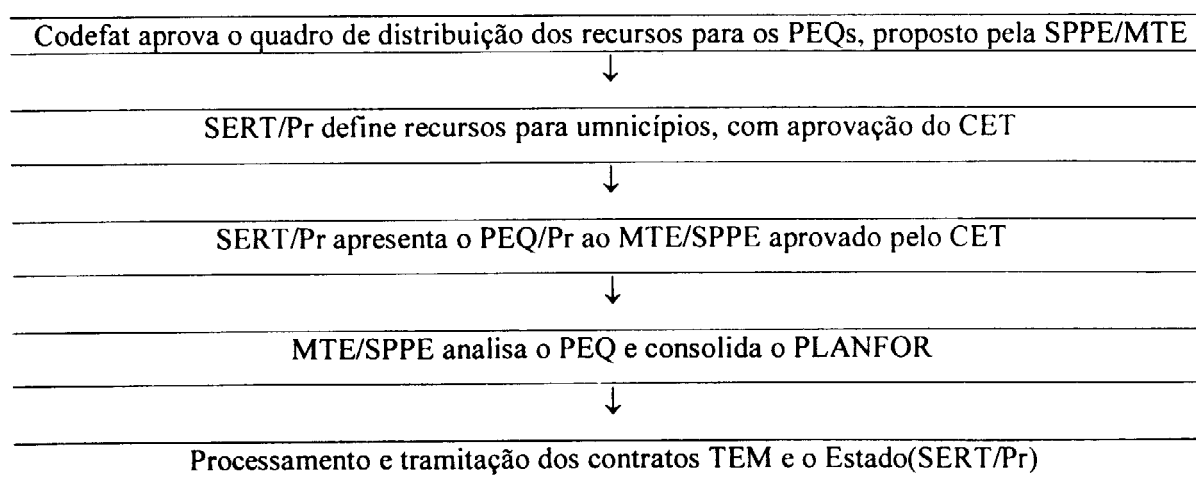 Codefat aprova o quadro de distribuição dos recursos para os PEQs, proposto pela SPPE/MTE
↓
SERT/Pr define recursos para umnicípios, com aprovação do CET
↓
SERT/Pr apresenta o PEQ/Pr ao MTE/SPPE aprovado pelo CET
↓
MTE/SPPE analisa o PEQ e consolida o PLANFOR
↓
Processamento e tramitação dos contratos TEM e o Estado(SERT/Pr)